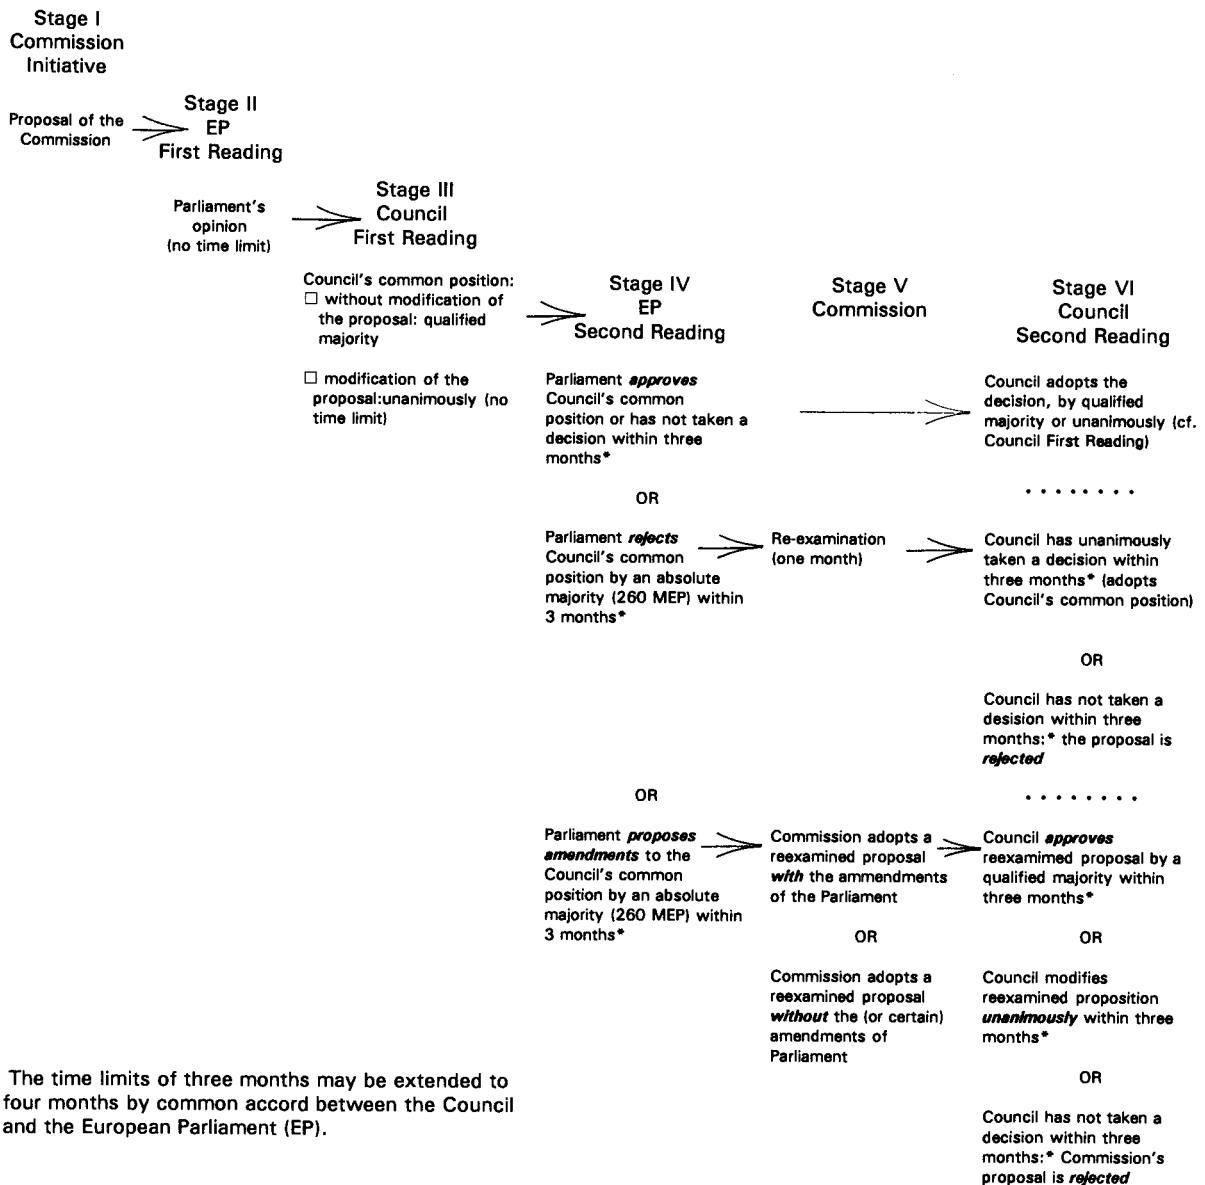 Stage I
Commission
Initiative
Proposal of the
Commission
Stage II
EP
First Reading
Parliament's
opinion
(no time limit)
Stage III
Council
First Reading
Council's common position:
□ without modification of
the proposal: qualified
majority
□ modification of the
proposal:unanimously (no
time limit)
Stage IV
EP
Second Reading
Stage V
Commission
Stage VI
Council
Second Reading
Parliament approves
Council's common
position or has not taken a
decision within three
months*
Council adopts the
decision, by qualified
majority or unanimously (cf.
Council First Reading)
. . . . . . . .
OR
Parliament rejects
Council's common
position by an absolute
majority (260 MEP) within
3 months*
Re-examination
(one month)
Council has unanimously
taken a decision within
three months* (adopts
Council's common position)
OR
Council has not taken a
desision within three
months:* the proposal is
rejected
. . . . . . . .
OR
Parliament proposes
amendments to the
Council's common
position by an absolute
majority (260 MEP) within
3 months*
Commission adopts a
reexamined proposal
with the ammendments
of the Parliament
OR
Commission adopts a
reexamined proposal
without the (or certain)
amendments of
Parliament
Council approves
reexamimed proposal by a
qualified majority within
three months*
OR
Council modifies
reexamined proposition
unanimously within three
months*
OR
Council has not taken a
decision within three
months:* Commission's
proposal is rejected
The time limits of three months may be extended to
four months by common accord between the Council
and the European Parliament (EP).